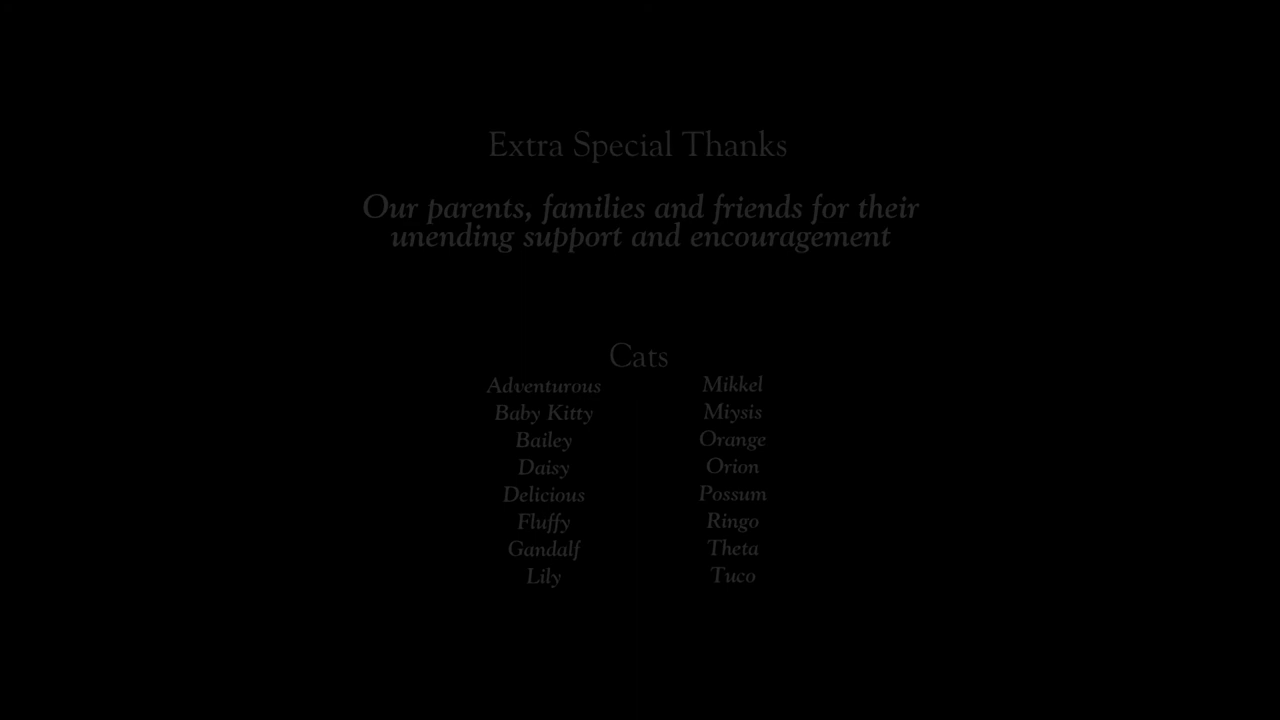 Extra Special Thanks
Our parents, families and friends for their
unending support and encouragement
Cats
Adventurous
Baby Kitty
Bailey
Daisy
Delicious
Fluffy
Gandalf
Lily
Mikkel
Miysis
Orange
Orion
Possum
Ringo
Theta
Tuco